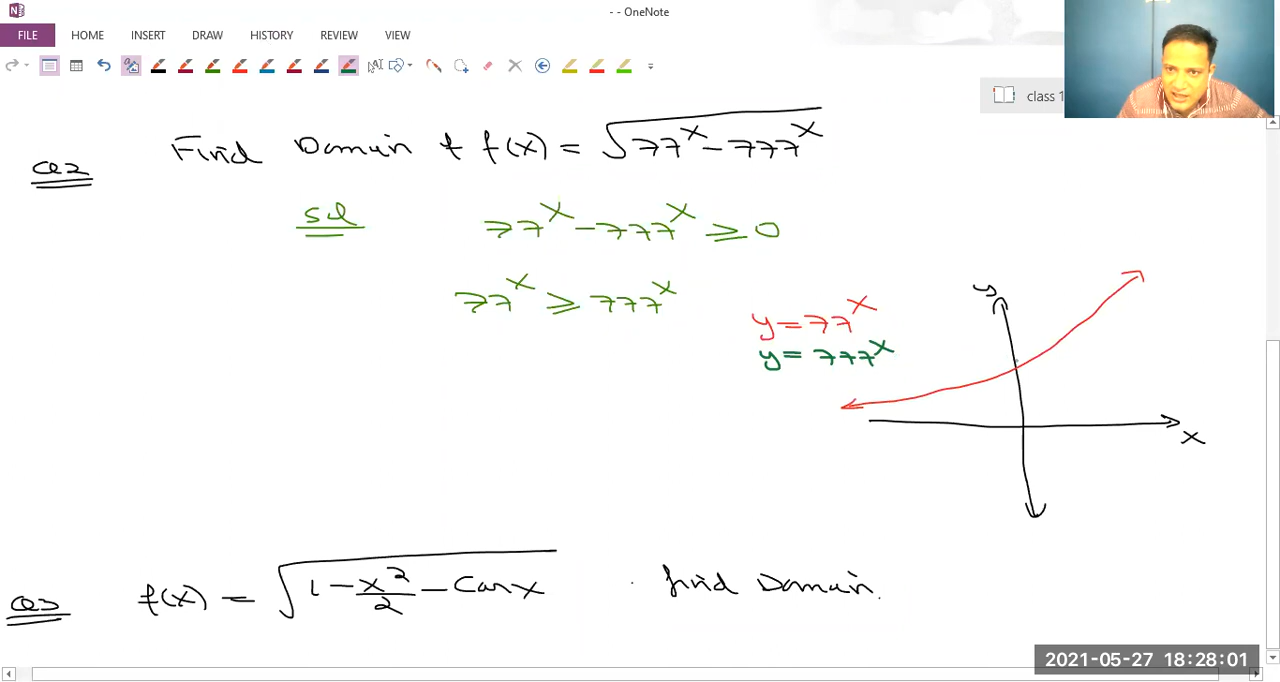 - - OneNote
FILE HOME INSERT DRAW HISTORY REVIEW VIEW
class 1
Q2 Find Domain of f(x) = √77^x - 777^x
Sol 77^x - 777^x ≥ 0
77^x ≥ 777^x
y = 77^x
y = 777^x
y
x
Q3 f(x) = √1 - x²/2 - Cosx . find Domain.
2021-05-27 18:28:01